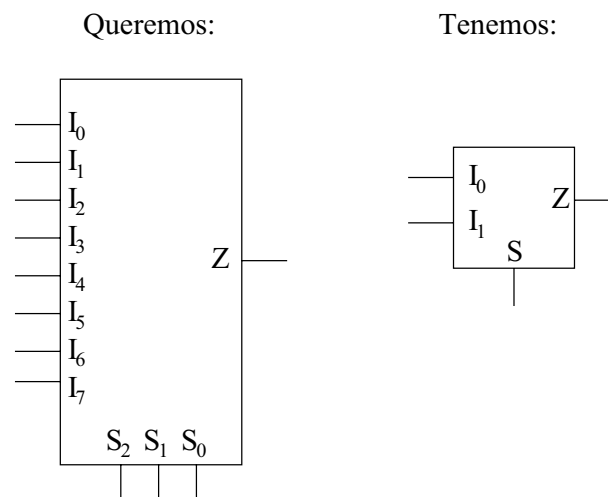 Queremos:
Tenemos:
I₀
I₁
I₂
I₃
I₄
I₅
I₆
I₇
Z
S₂ S₁ S₀
I₀
I₁
Z
S